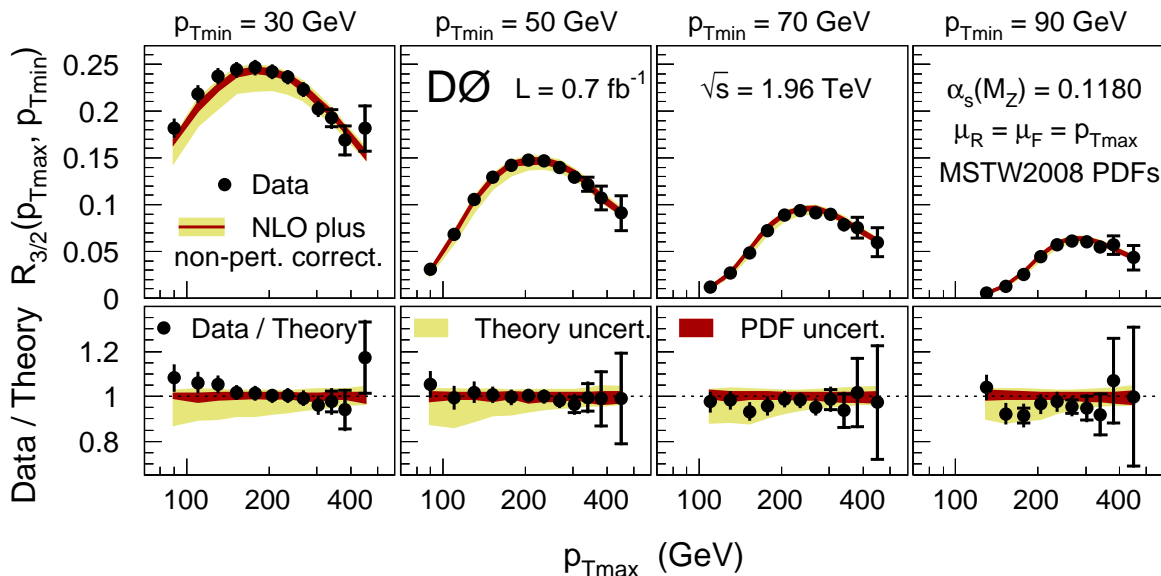 p_Tmin = 30 GeV
p_Tmin = 50 GeV
p_Tmin = 70 GeV
p_Tmin = 90 GeV
R_3/2(p_Tmax, p_Tmin)
0.25
0.2
0.15
0.1
0.05
0
Data
NLO plus
non-pert. correct.
DØ L = 0.7 fb^-1
√s = 1.96 TeV
α_s(M_Z) = 0.1180
μ_R = μ_F = p_Tmax
MSTW2008 PDFs
Data / Theory
1.2
1
0.8
Data / Theory
Theory uncert.
PDF uncert.
100 200 400
100 200 400
100 200 400
100 200 400
p_Tmax (GeV)